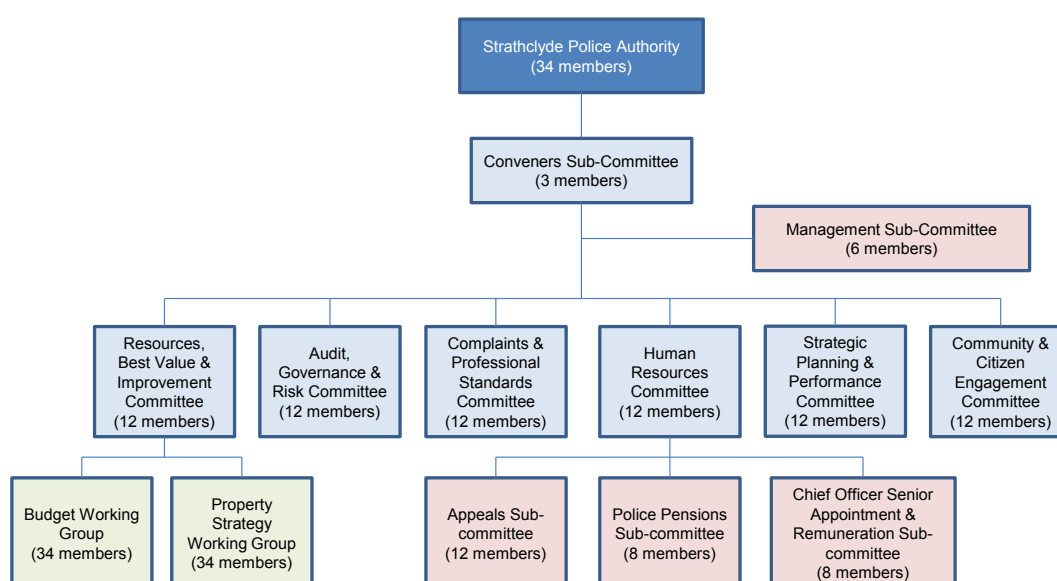 Strathclyde Police Authority
(34 members)
Conveners Sub-Committee
(3 members)
Management Sub-Committee
(6 members)
Resources,
Best Value &
Improvement
Committee
(12 members)
Audit,
Governance
& Risk Committee
(12 members)
Complaints &
Professional
Standards
Committee
(12 members)
Human
Resources
Committee
(12 members)
Strategic
Planning &
Performance
Committee
(12 members)
Community &
Citizen
Engagement
Committee
(12 members)
Budget Working
Group
(34 members)
Property
Strategy
Working Group
(34 members)
Appeals Sub-
committee
(12 members)
Police Pensions
Sub-committee
(8 members)
Chief Officer Senior
Appointment &
Remuneration Sub-
committee
(8 members)